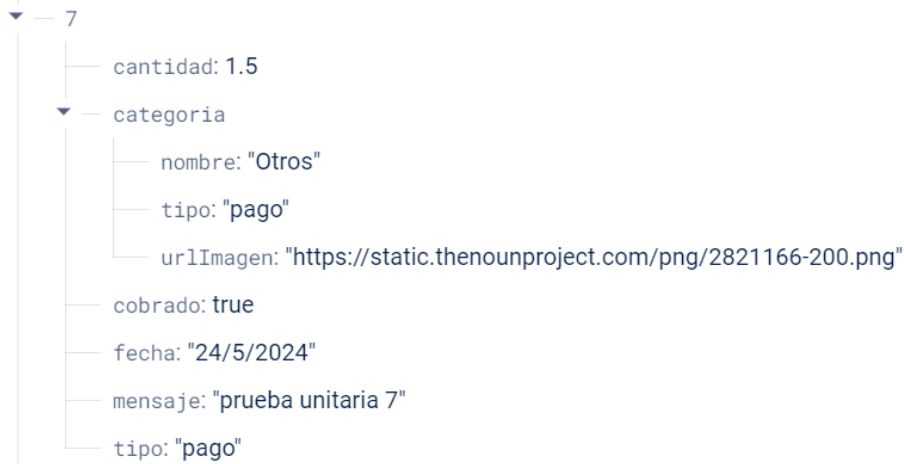 7
cantidad: 1.5
categoria
nombre: "Otros"
tipo: "pago"
urlImagen: "https://static.thenounproject.com/png/2821166-200.png"
cobrado: true
fecha: "24/5/2024"
mensaje: "prueba unitaria 7"
tipo: "pago"